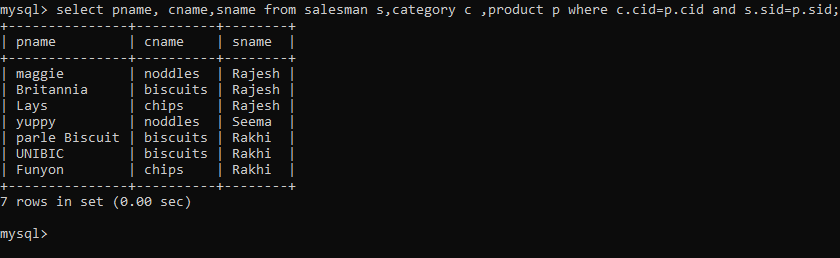 mysql> select pname, cname,sname from salesman s,category c ,product p where c.cid=p.cid and s.sid=p.sid;
+---------------+----------+--------+
| pname         | cname    | sname  |
+---------------+----------+--------+
| maggie        | noddles  | Rajesh |
| Britannia     | biscuits | Rajesh |
| Lays          | chips    | Rajesh |
| yuppy         | noddles  | Seema  |
| parle Biscuit | biscuits | Rakhi  |
| UNIBIC        | biscuits | Rakhi  |
| Funyon        | chips    | Rakhi  |
+---------------+----------+--------+
7 rows in set (0.00 sec)
mysql>